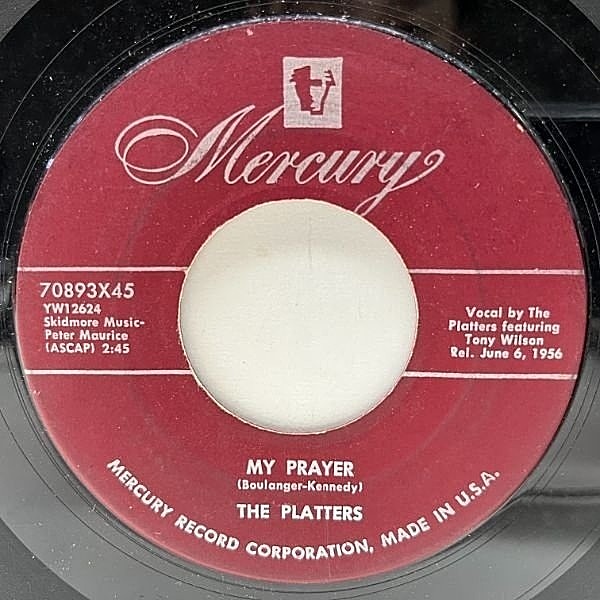 Mercury
70893X45
YW12624
Skidmore Music-
Peter Maurice
(ASCAP) 2:45
Vocal by The
Platters featuring
Tony Wilson
Rel. June 6, 1956
MY PRAYER
(Boulanger-Kennedy)
THE PLATTERS
MERCURY RECORD CORPORATION, MADE IN U.S.A.